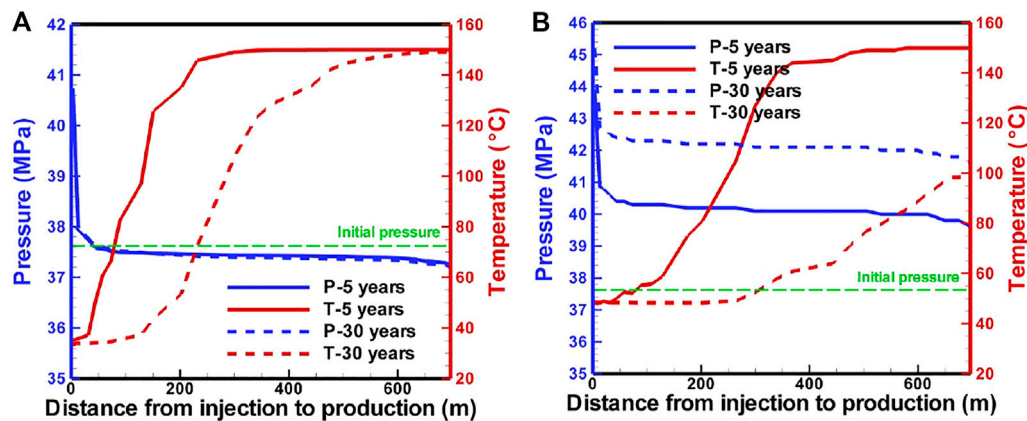 A
42
41
40
39
38
37
36
35
Pressure (MPa)
160
140
120
100
80
60
40
20
Temperature (°C)
Initial pressure
P-5 years
T-5 years
P-30 years
T-30 years
0
200
400
600
Distance from injection to production (m)
B
46
45
44
43
42
41
40
39
38
37
36
35
Pressure (MPa)
P-5 years
T-5 years
P-30 years
T-30 years
160
140
120
100
80
60
40
20
Temperature (°C)
Initial pressure
0
200
400
600
Distance from injection to production (m)